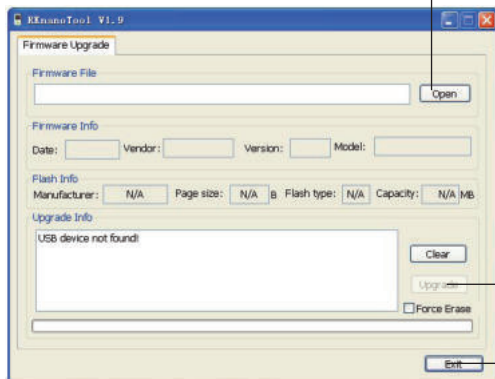 RKnanoTool V1.9
Firmware Upgrade
Firmware File
Open
Firmware Info
Date: Vendor: Version: Model:
Flash Info
Manufacturer: N/A Page size: N/A B Flash type: N/A Capacity: N/A MB
Upgrade Info
USB device not found!
Clear
Upgrade
Force Erase
Exit